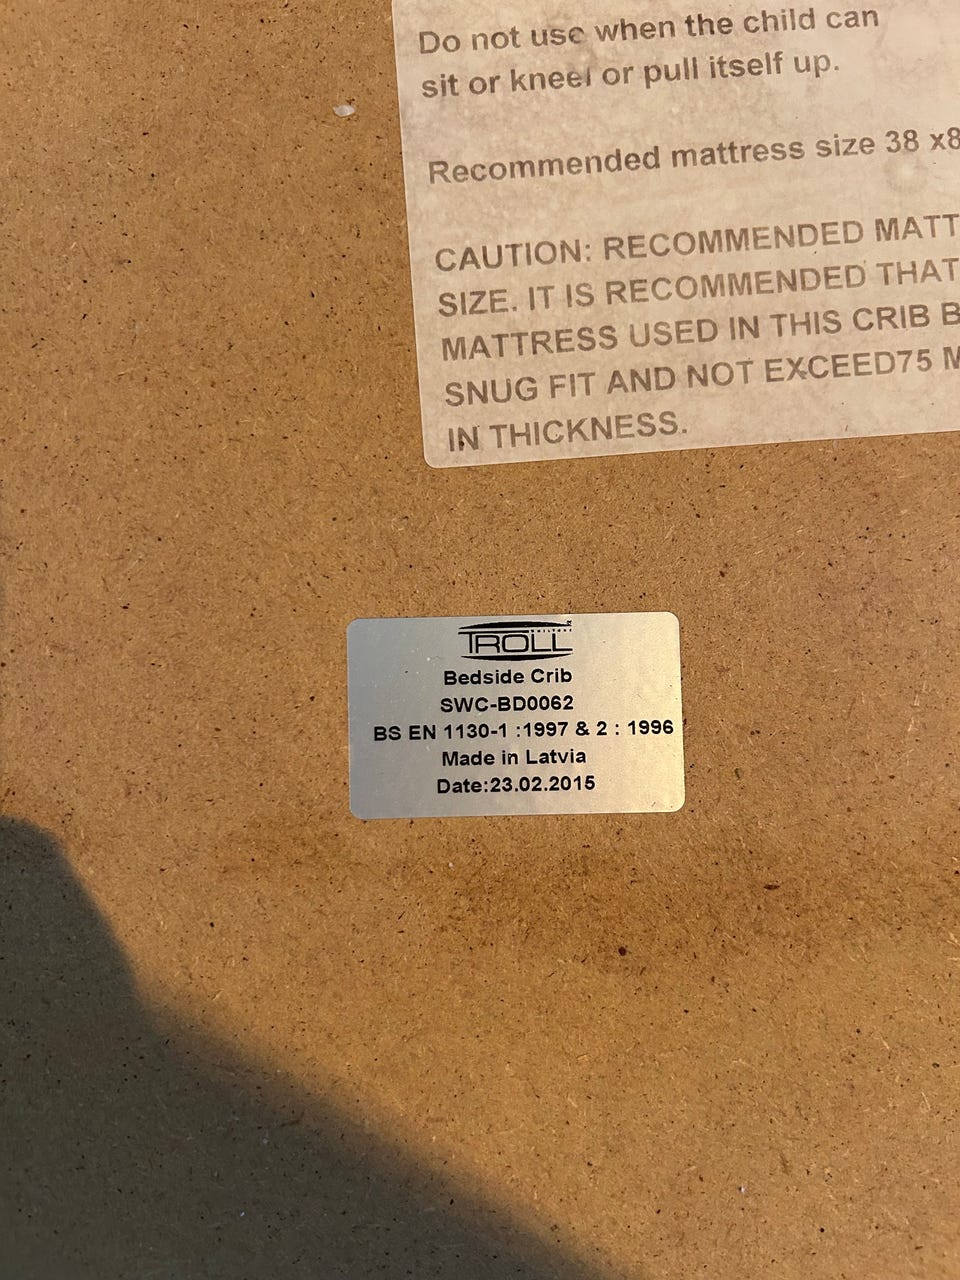 Do not use when the child can
sit or kneel or pull itself up.
Recommended mattress size 38 x8
CAUTION: RECOMMENDED MATT
SIZE. IT IS RECOMMENDED THAT
MATTRESS USED IN THIS CRIB B
SNUG FIT AND NOT EXCEED75 M
IN THICKNESS.
TROLL
Bedside Crib
SWC-BD0062
BS EN 1130-1 :1997 & 2 : 1996
Made in Latvia
Date:23.02.2015